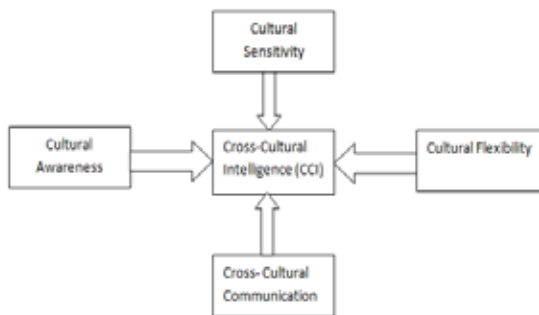 Cultural
Sensitivity
Cultural
Awareness
Cross-Cultural
Intelligence (CCI)
Cultural Flexibility
Cross- Cultural
Communication